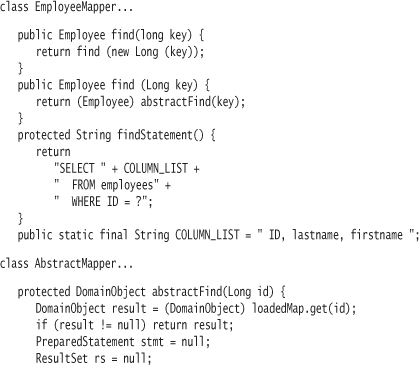 class EmployeeMapper...
public Employee find(long key) {
return find (new Long (key));
}
public Employee find (Long key) {
return (Employee) abstractFind(key);
}
protected String findStatement() {
return
"SELECT " + COLUMN_LIST +
"  FROM employees" +
"  WHERE ID = ?";
}
public static final String COLUMN_LIST = " ID, lastname, firstname ";
class AbstractMapper...
protected DomainObject abstractFind(Long id) {
DomainObject result = (DomainObject) loadedMap.get(id);
if (result != null) return result;
PreparedStatement stmt = null;
ResultSet rs = null;